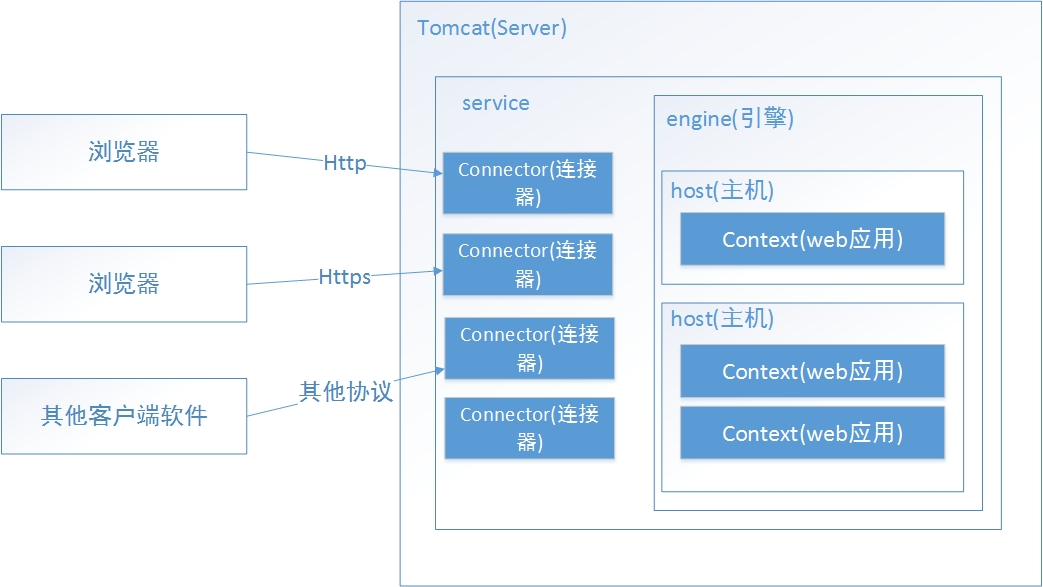 Tomcat(Server)
service
engine(引擎)
浏览器
Http
Connector(连接
器)
host(主机)
Context(web应用)
浏览器
Https
Connector(连接
器)
host(主机)
Context(web应用)
Context(web应用)
其他客户端软件
其他协议
Connector(连接
器)
Connector(连接
器)